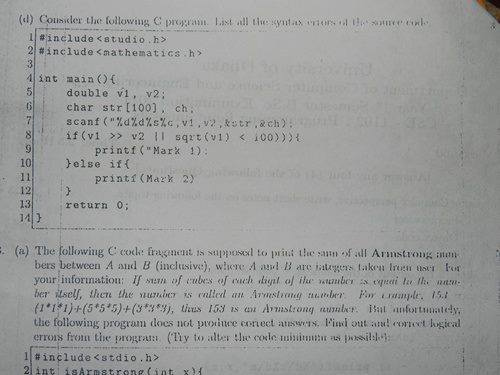 (d) Consider the following C program. List all the syntax errors of the source code.
1 #include<studio.h>
2 #include<mathematics.h>
3
4 int main(){
5 double v1, v2;
6 char str[100], ch,
7 scanf("%d%d%s%c,v1,v2,&str,&ch);
8 if(v1 >> v2 || sqrt(v1) < 100))){
9 printf("Mark 1):
10 }else if{
11 printf(Mark 2)
12 }
13 return 0;
14 }
(a) The following C code fragment is supposed to print the sum of all Armstrong num-
bers between A and B (inclusive), where A and B are integers taken from user. For
your information: If sum of cubes of each digit of the number is equal to the num-
ber itself, then the number is called an Armstrong number. For example, 153 =
(1*1*1)+(5*5*5)+(3*3*3), thus 153 is an Armstrong number. But unfortunately,
the following program does not produce correct answers. Find out and correct logical
errors from the program. (Try to alter the code minimum as possible):
1 #include<stdio.h>
2 int isArmstrong(int x){